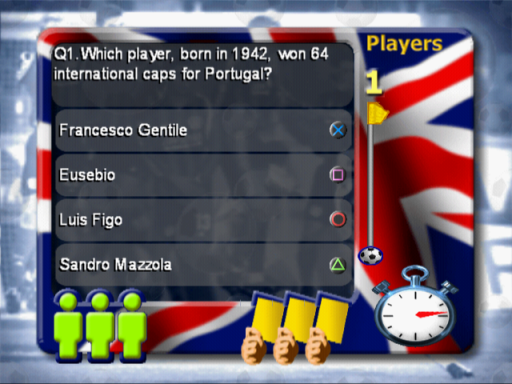 Q1.Which player, born in 1942, won 64
international caps for Portugal?
Francesco Gentile
Eusebio
Luis Figo
Sandro Mazzola
Players
1